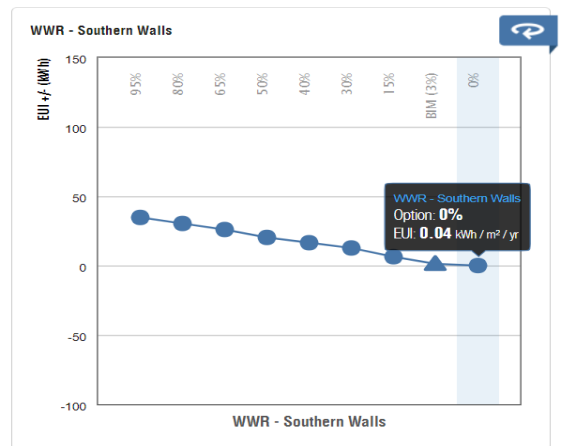 WWR - Southern Walls
EUI +/- (kWh)
150
100
50
0
-50
-100
95%
80%
65%
50%
40%
30%
15%
BIM (3%)
0%
WWR - Southern Walls
Option: 0%
EUI: 0.04 kWh / m² / yr
WWR - Southern Walls